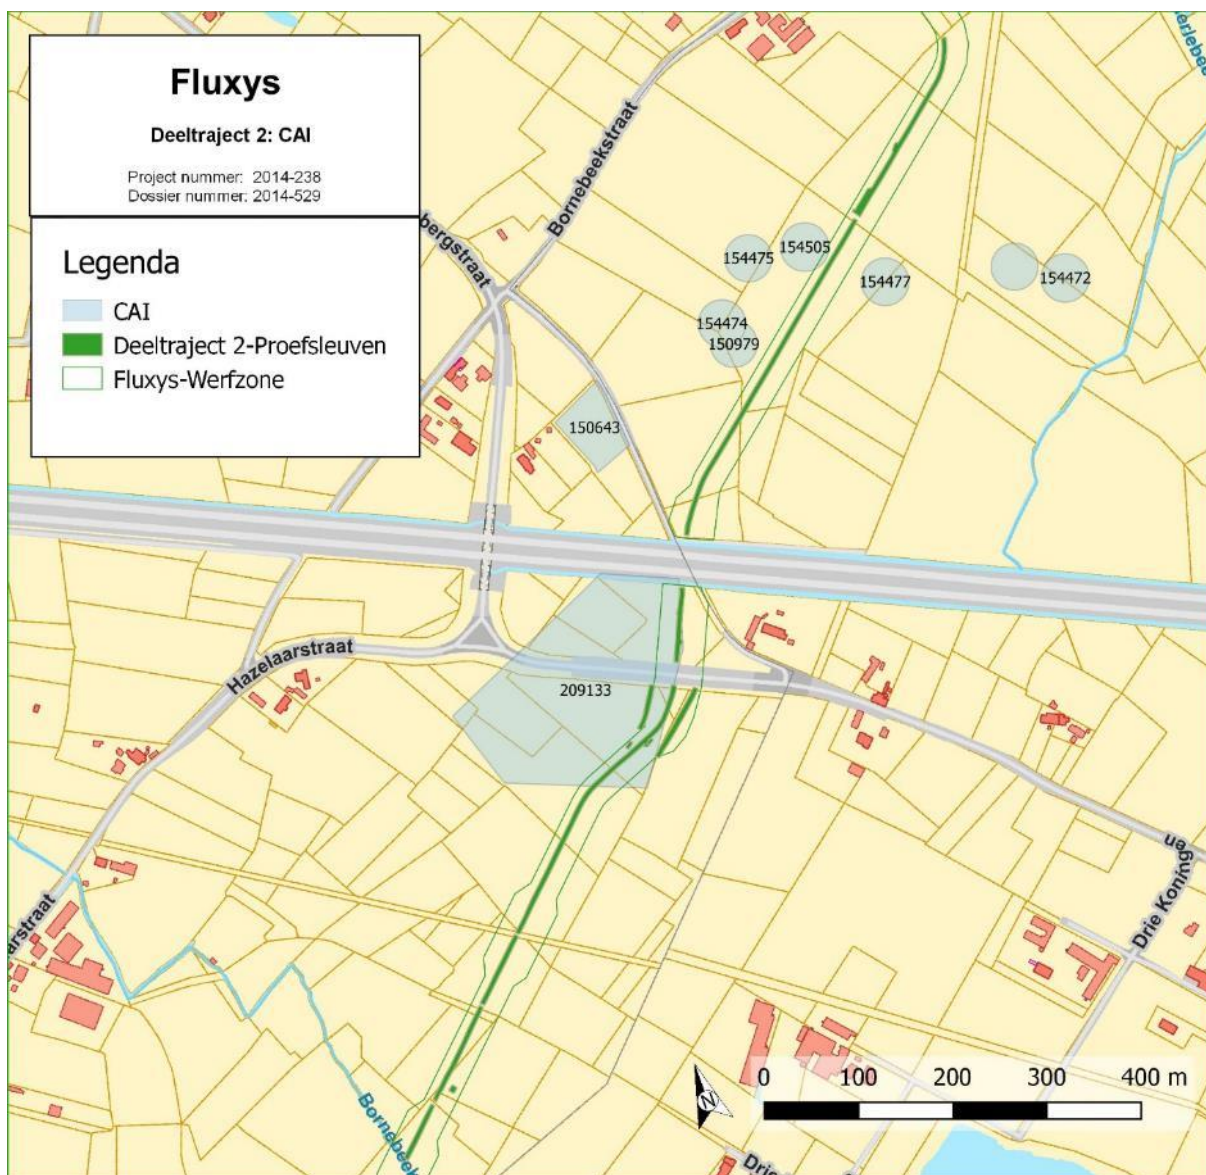 Fluxys
Deeltraject 2: CAI
Project nummer: 2014-238
Dossier nummer: 2014-529
Legenda
CAI
Deeltraject 2-Proefsleuven
Fluxys-Werfzone
bergstraat
Bornebeekstraat
erlebee
154475
154505
154477
154472
154474
150979
150643
Hazelaarstraat
209133
arstraat
Drie Koningen
Bornebeek
Drie
N
0 100 200 300 400 m